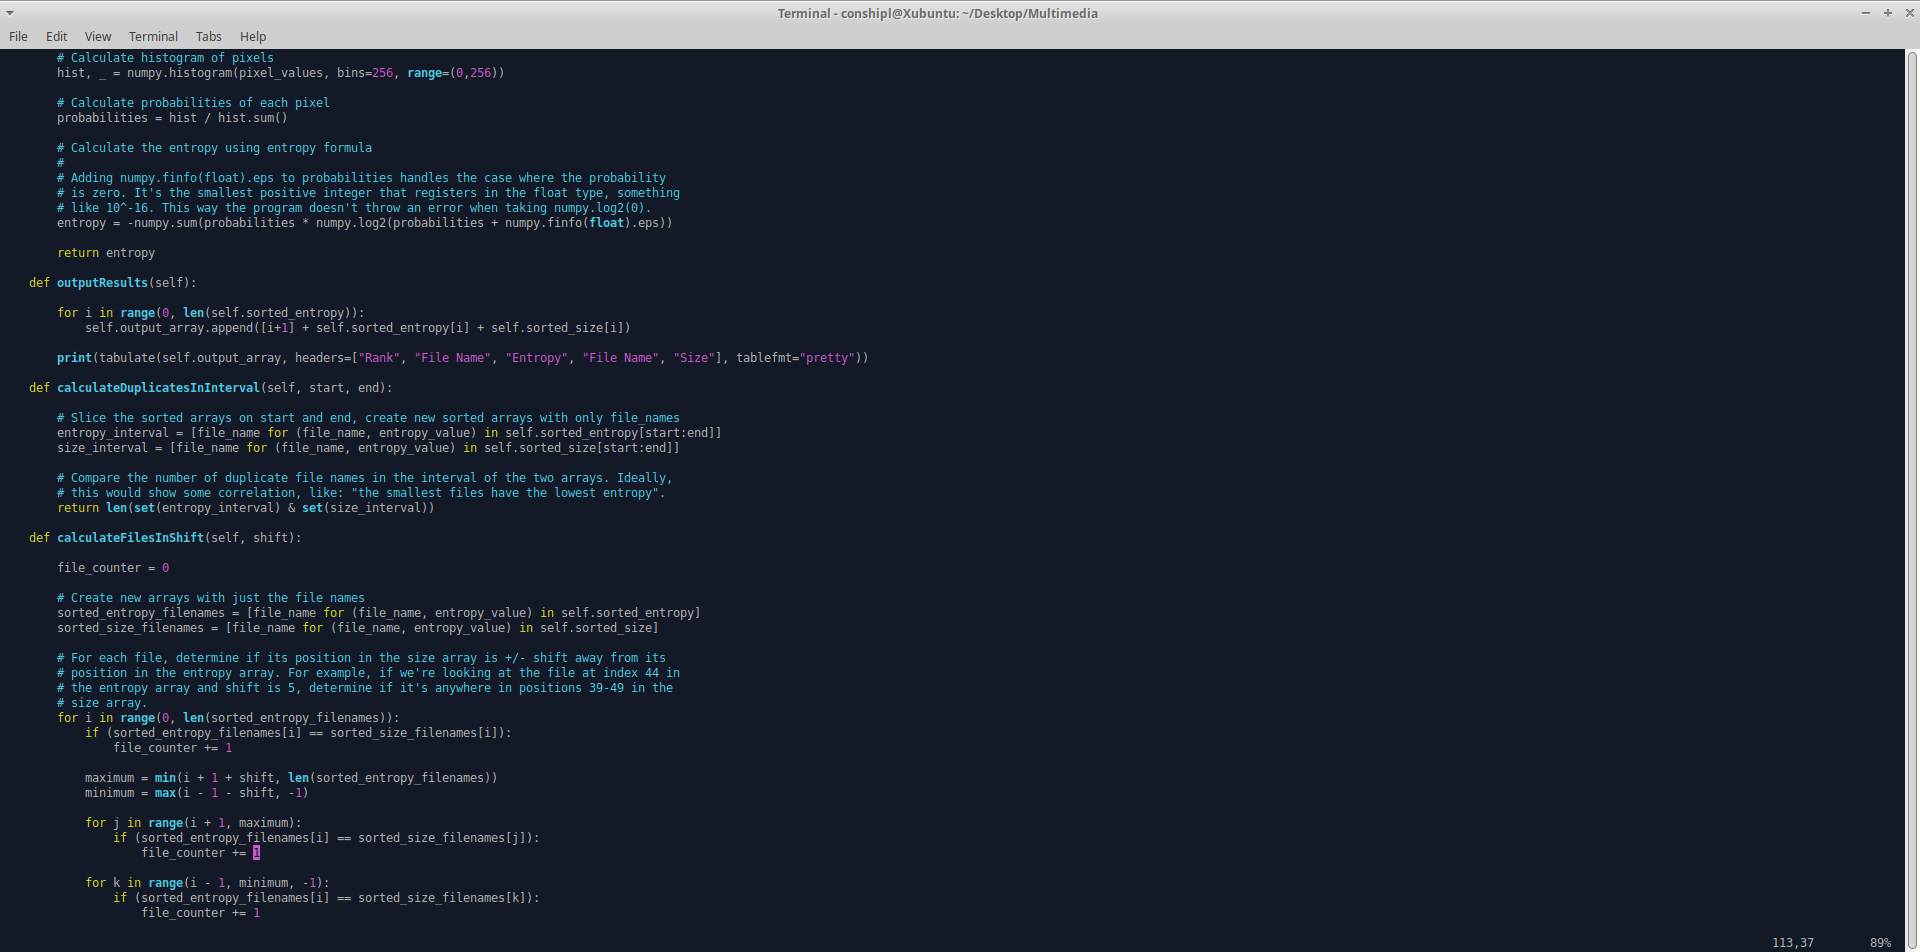 Terminal - conshipl@Xubuntu: ~/Desktop/Multimedia
File Edit View Terminal Tabs Help
# Calculate histogram of pixels
hist, _ = numpy.histogram(pixel_values, bins=256, range=(0,256))
# Calculate probabilities of each pixel
probabilities = hist / hist.sum()
# Calculate the entropy using entropy formula
#
# Adding numpy.finfo(float).eps to probabilities handles the case where the probability
# is zero. It's the smallest positive integer that registers in the float type, something
# like 10^-16. This way the program doesn't throw an error when taking numpy.log2(0).
entropy = -numpy.sum(probabilities * numpy.log2(probabilities + numpy.finfo(float).eps))
return entropy
def outputResults(self):
for i in range(0, len(self.sorted_entropy)):
self.output_array.append([i+1] + self.sorted_entropy[i] + self.sorted_size[i])
print(tabulate(self.output_array, headers=["Rank", "File Name", "Entropy", "File Name", "Size"], tablefmt="pretty"))
def calculateDuplicatesInInterval(self, start, end):
# Slice the sorted arrays on start and end, create new sorted arrays with only file_names
entropy_interval = [file_name for (file_name, entropy_value) in self.sorted_entropy[start:end]]
size_interval = [file_name for (file_name, entropy_value) in self.sorted_size[start:end]]
# Compare the number of duplicate file names in the interval of the two arrays. Ideally,
# this would show some correlation, like: "the smallest files have the lowest entropy".
return len(set(entropy_interval) & set(size_interval))
def calculateFilesInShift(self, shift):
file_counter = 0
# Create new arrays with just the file names
sorted_entropy_filenames = [file_name for (file_name, entropy_value) in self.sorted_entropy]
sorted_size_filenames = [file_name for (file_name, entropy_value) in self.sorted_size]
# For each file, determine if its position in the size array is +/- shift away from its
# position in the entropy array. For example, if we're looking at the file at index 44 in
# the entropy array and shift is 5, determine if it's anywhere in positions 39-49 in the
# size array.
for i in range(0, len(sorted_entropy_filenames)):
if (sorted_entropy_filenames[i] == sorted_size_filenames[i]):
file_counter += 1
maximum = min(i + 1 + shift, len(sorted_entropy_filenames))
minimum = max(i - 1 - shift, -1)
for j in range(i + 1, maximum):
if (sorted_entropy_filenames[i] == sorted_size_filenames[j]):
file_counter += 1
for k in range(i - 1, minimum, -1):
if (sorted_entropy_filenames[i] == sorted_size_filenames[k]):
file_counter += 1
113,37 89%